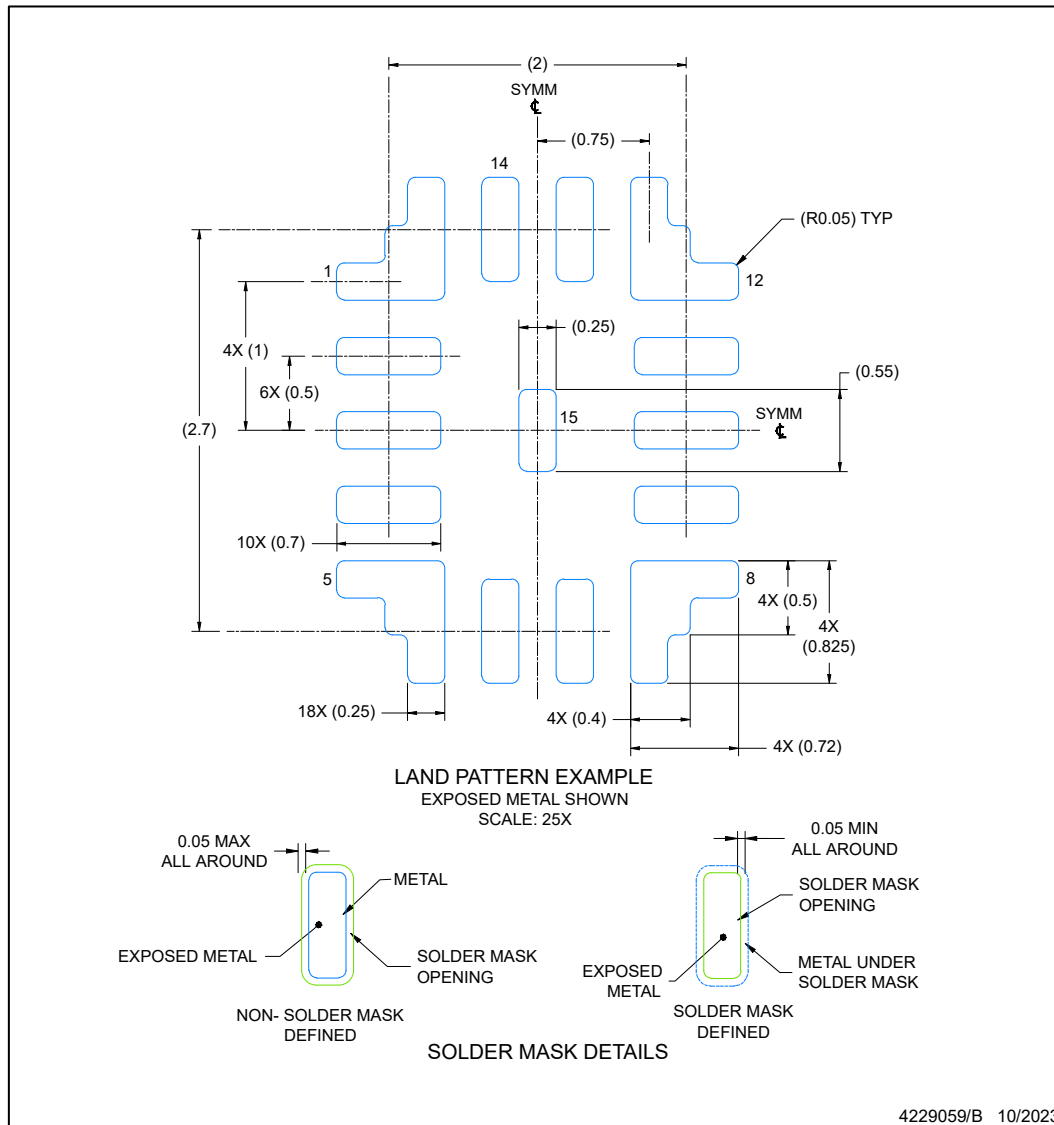 (2)
SYMM
℄
(0.75)
14
(R0.05) TYP
1
12
(0.25)
4X (1)
(0.55)
6X (0.5)
15
SYMM
℄
(2.7)
10X (0.7)
5
8
4X (0.5)
4X
(0.825)
18X (0.25)
4X (0.4)
4X (0.72)
LAND PATTERN EXAMPLE
EXPOSED METAL SHOWN
SCALE: 25X
0.05 MAX
ALL AROUND
METAL
EXPOSED METAL
SOLDER MASK
OPENING
NON- SOLDER MASK
DEFINED
0.05 MIN
ALL AROUND
SOLDER MASK
OPENING
EXPOSED
METAL
METAL UNDER
SOLDER MASK
SOLDER MASK
DEFINED
SOLDER MASK DETAILS
4229059/B 10/2023